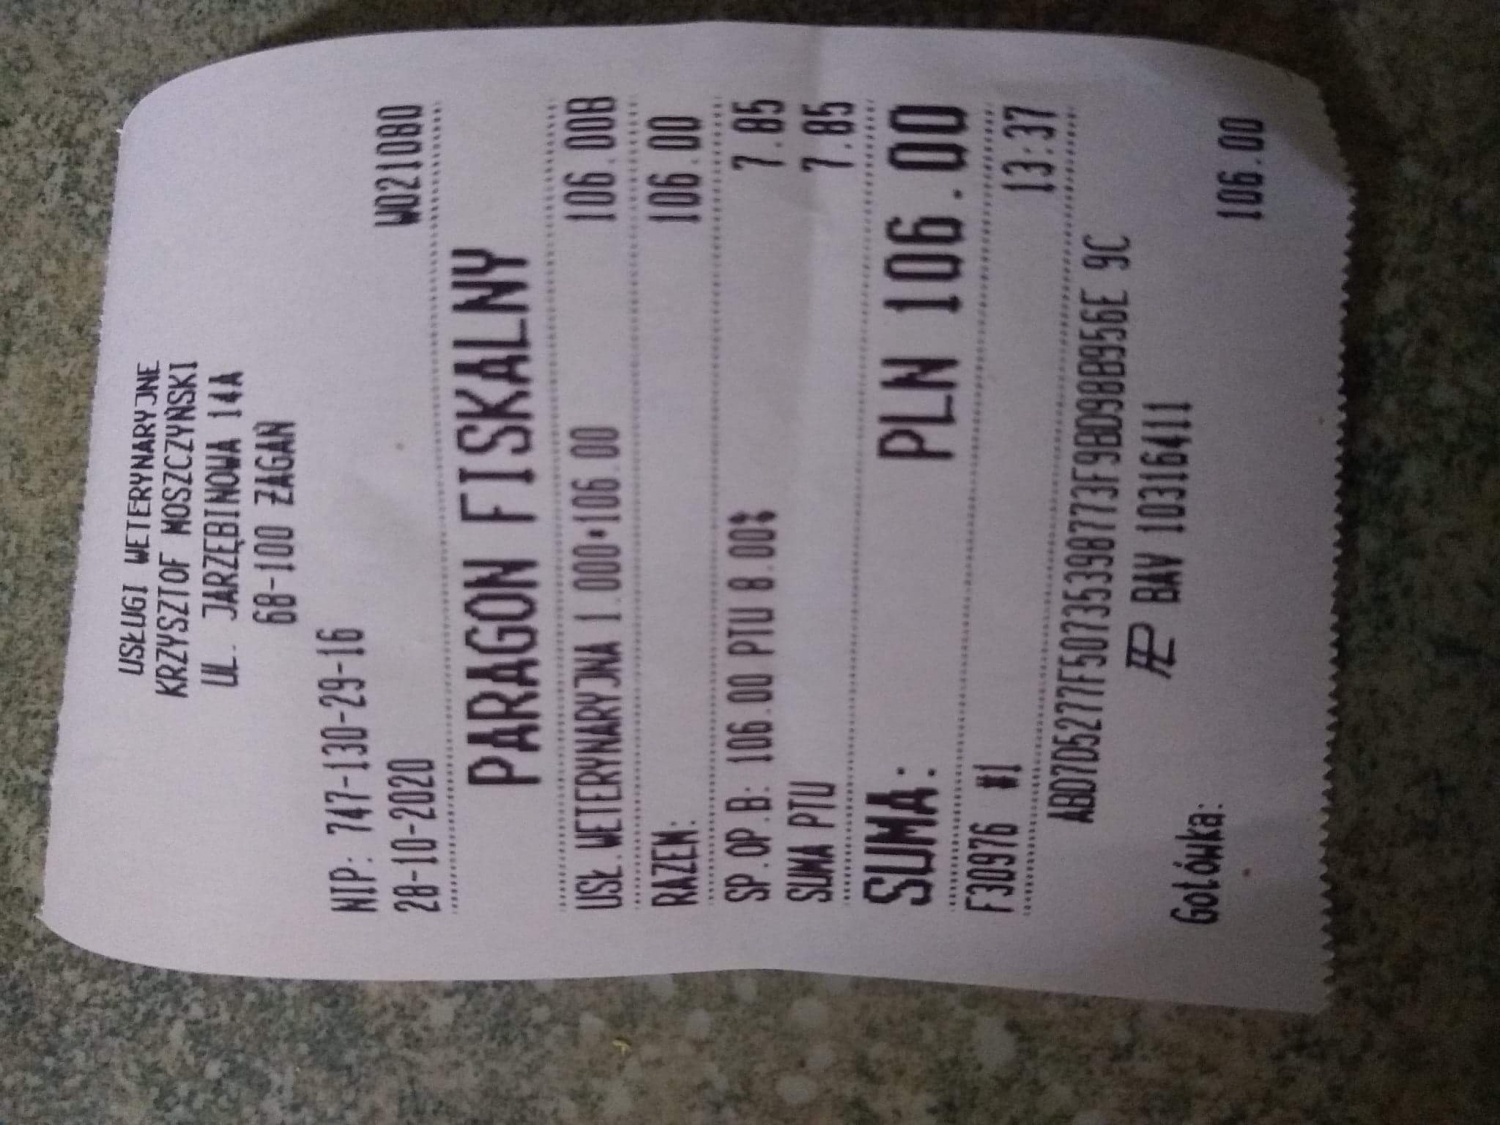 USŁUGI WETERYNARYJNE
KRZYSZTOF MOSZCZYŃSKI
UL. JARZĘBINOWA 14A
68-100 ŻAGAŃ
NIP: 747-130-29-16
28-10-2020 W021080
PARAGON FISKALNY
USŁ.WETERYNARYJNA 1.000*106.00 106.00B
RAZEM: 106.00
SP.OP.B: 106.00 PTU 8.00% 7.85
SUMA PTU 7.85
SUMA: PLN 106.00
F30976 #1 13:37
ABD7D5277F5073539B773F9BD98B956E 9C
BAV 10316411
Gotówka: 106.00